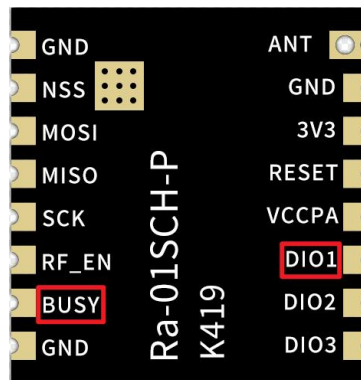 GND
NSS
MOSI
MISO
SCK
RF_EN
BUSY
GND
Ra-01SCH-P
K419
ANT
GND
3V3
RESET
VCCPA
DIO1
DIO2
DIO3